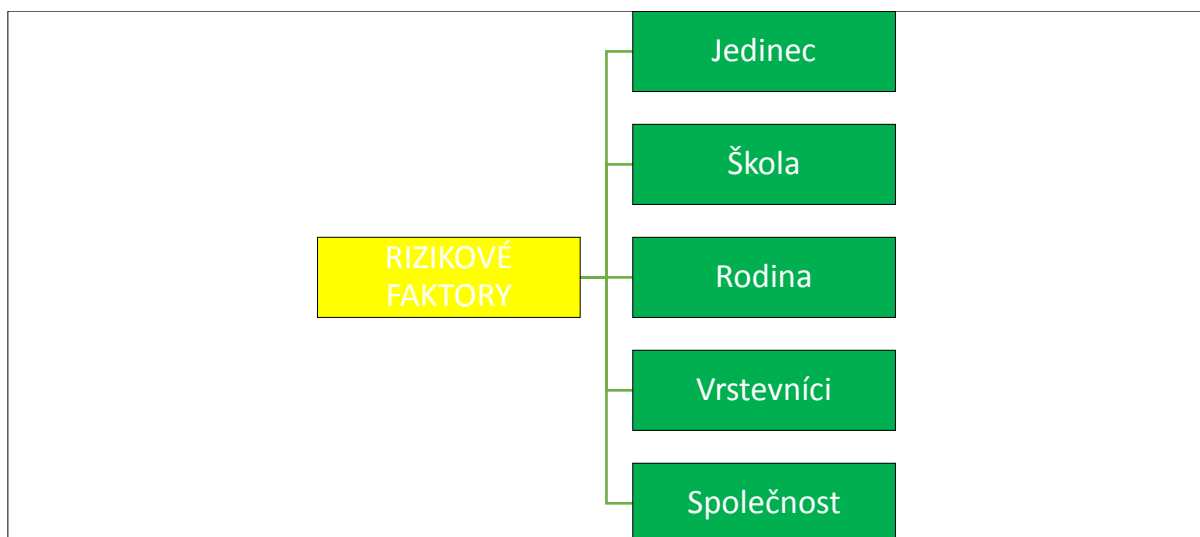 Jedinec
Škola
RIZIKOVÉ
FAKTORY
Rodina
Vrstevníci
Společnost